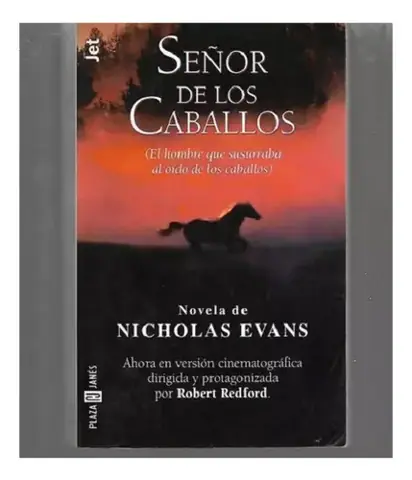 Jet
SEÑOR
DE LOS
CABALLOS
(El hombre que susurraba
al oído de los caballos)
Novela de
NICHOLAS EVANS
Ahora en versión cinematográfica
dirigida y protagonizada
por Robert Redford.
PLAZA JANÉS